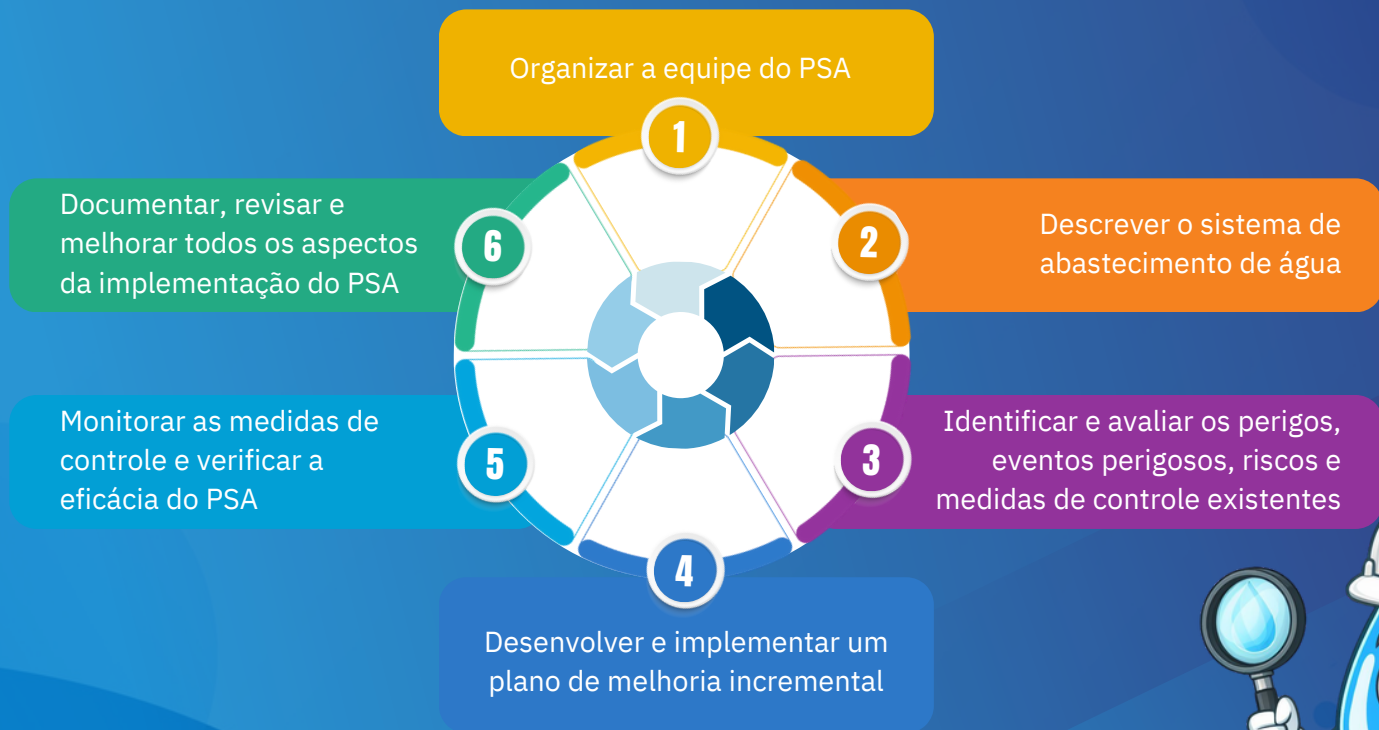 Organizar a equipe do PSA
1
2
Descrever o sistema de
abastecimento de água
3
Identificar e avaliar os perigos,
eventos perigosos, riscos e
medidas de controle existentes
4
Desenvolver e implementar um
plano de melhoria incremental
5
Monitorar as medidas de
controle e verificar a
eficácia do PSA
6
Documentar, revisar e
melhorar todos os aspectos
da implementação do PSA